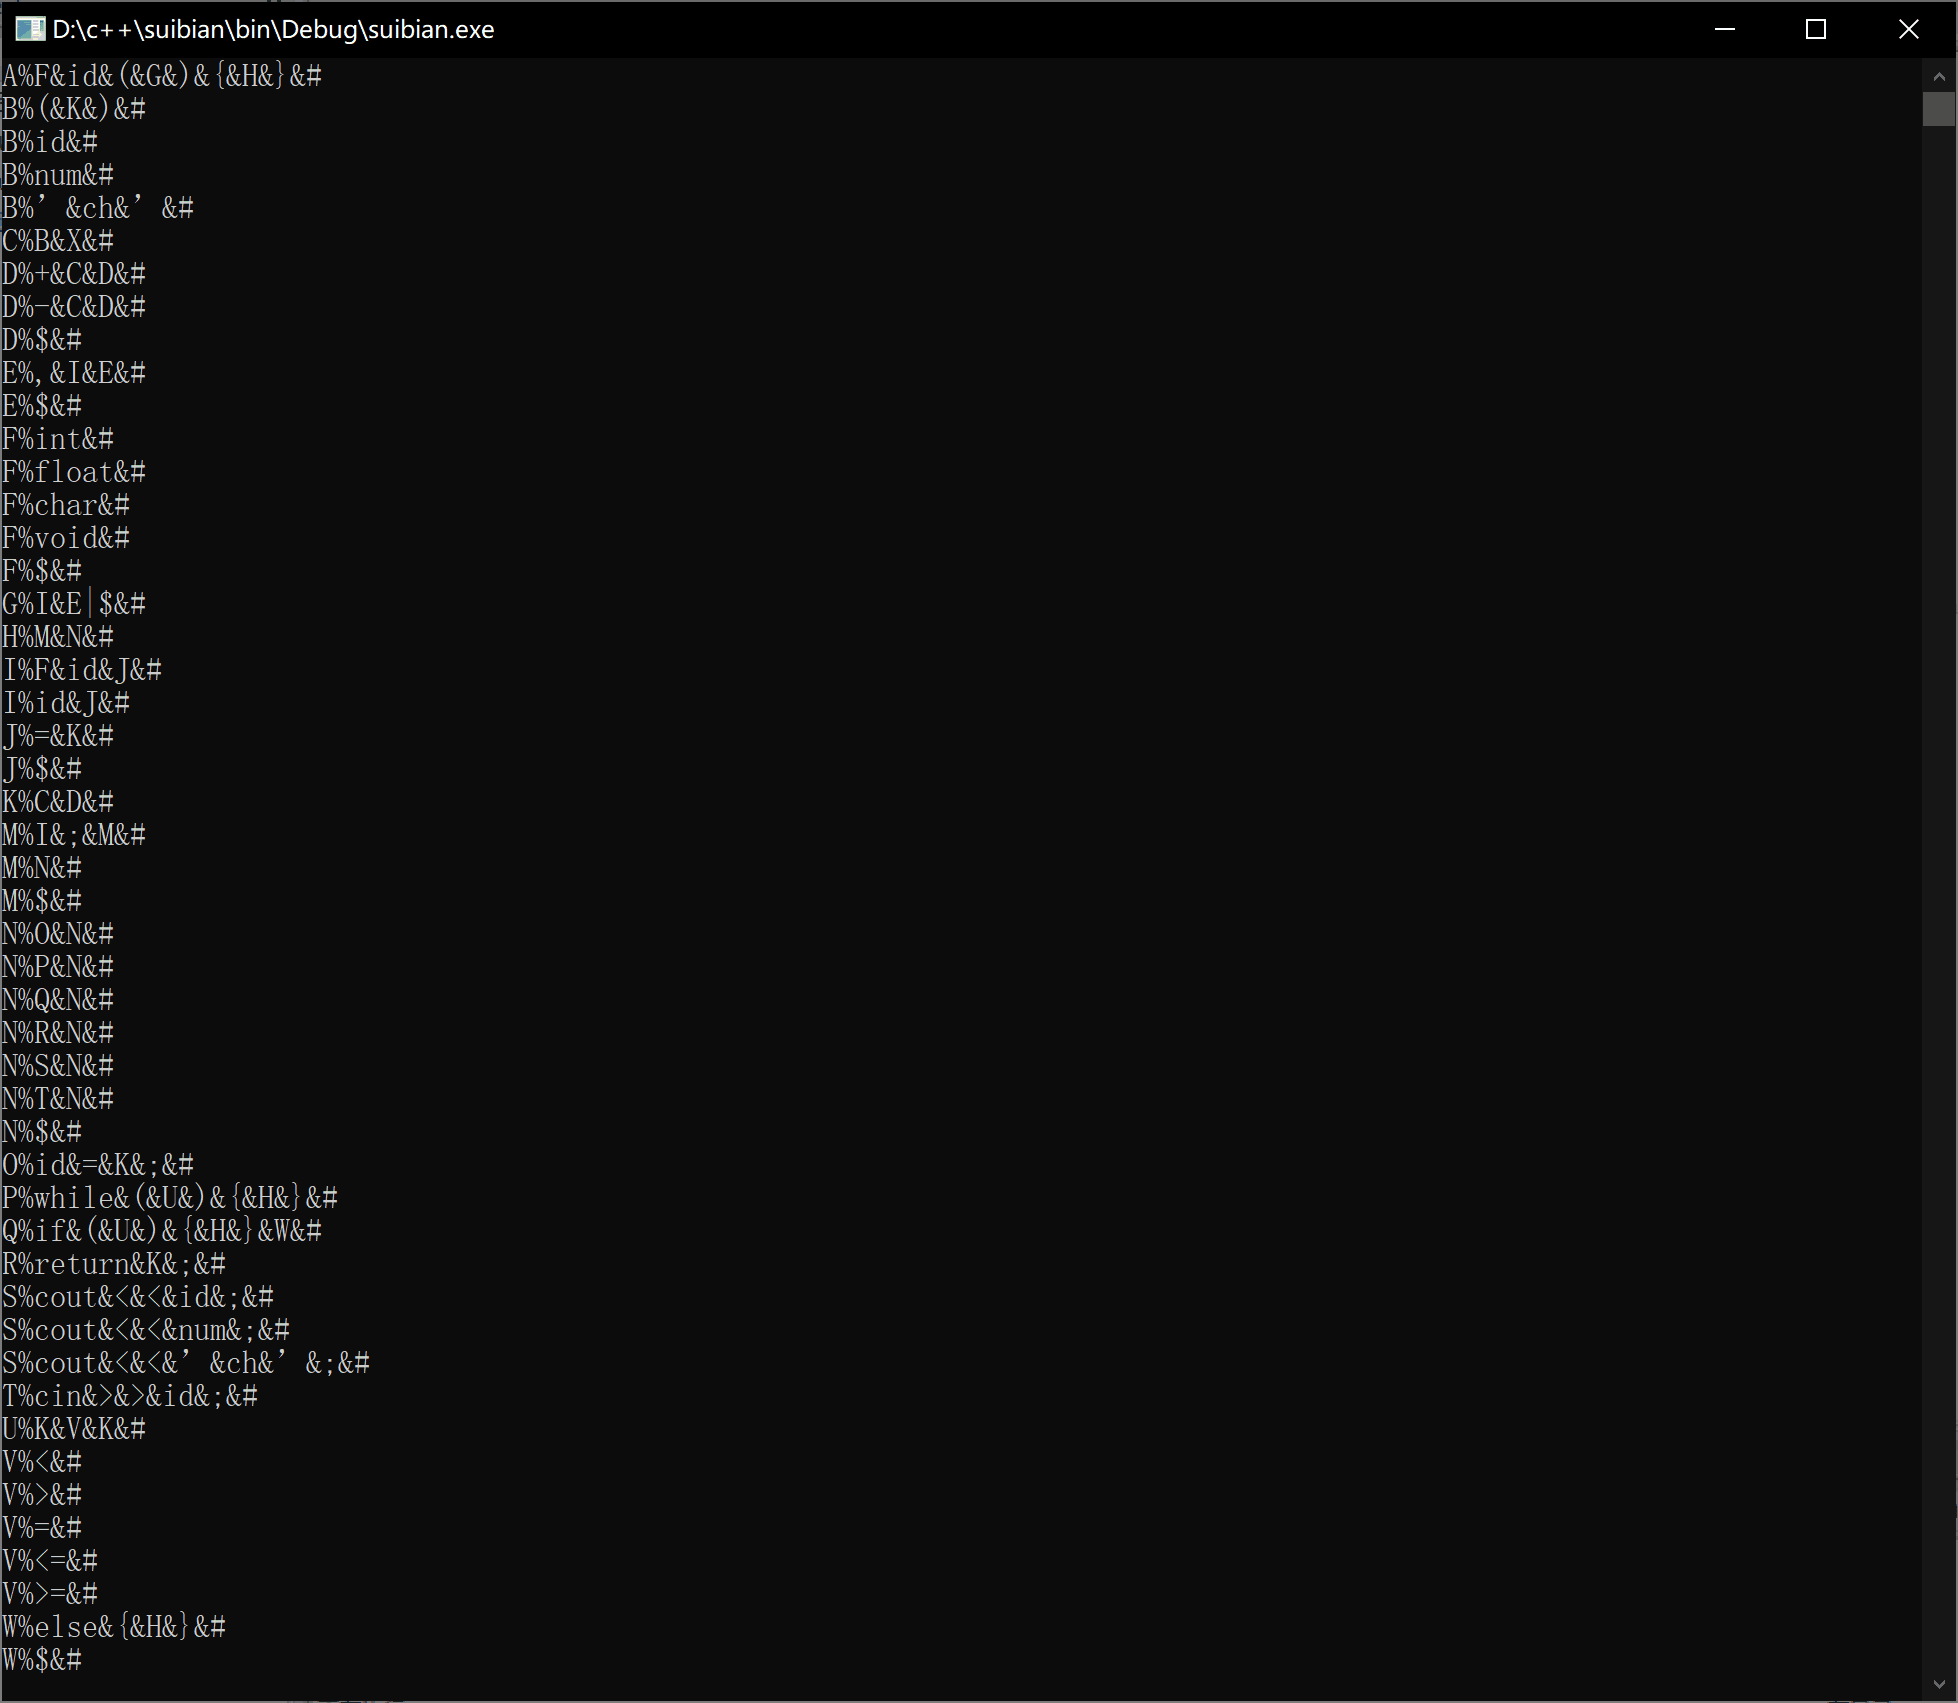 D:\c++\suibian\bin\Debug\suibian.exe
A%F&id&(&G&)&{&H&}&#
B%(&K&)&#
B%id&#
B%num&#
B%’&ch&’&#
C%B&X&#
D%+&C&D&#
D%-&C&D&#
D%$&#
E%,&I&E&#
E%$&#
F%int&#
F%float&#
F%char&#
F%void&#
F%$&#
G%I&E|$&#
H%M&N&#
I%F&id&J&#
I%id&J&#
J%=&K&#
J%$&#
K%C&D&#
M%I&;&M&#
M%N&#
M%$&#
N%O&N&#
N%P&N&#
N%Q&N&#
N%R&N&#
N%S&N&#
N%T&N&#
N%$&#
O%id&=&K&;&#
P%while&(&U&)&{&H&}&#
Q%if&(&U&)&{&H&}&W&#
R%return&K&;&#
S%cout&<&<&id&;&#
S%cout&<&<&num&;&#
S%cout&<&<&’&ch&’&;&#
T%cin&>&>&id&;&#
U%K&V&K&#
V%<&#
V%>&#
V%=&#
V%<=&#
V%>=&#
W%else&{&H&}&#
W%$&#